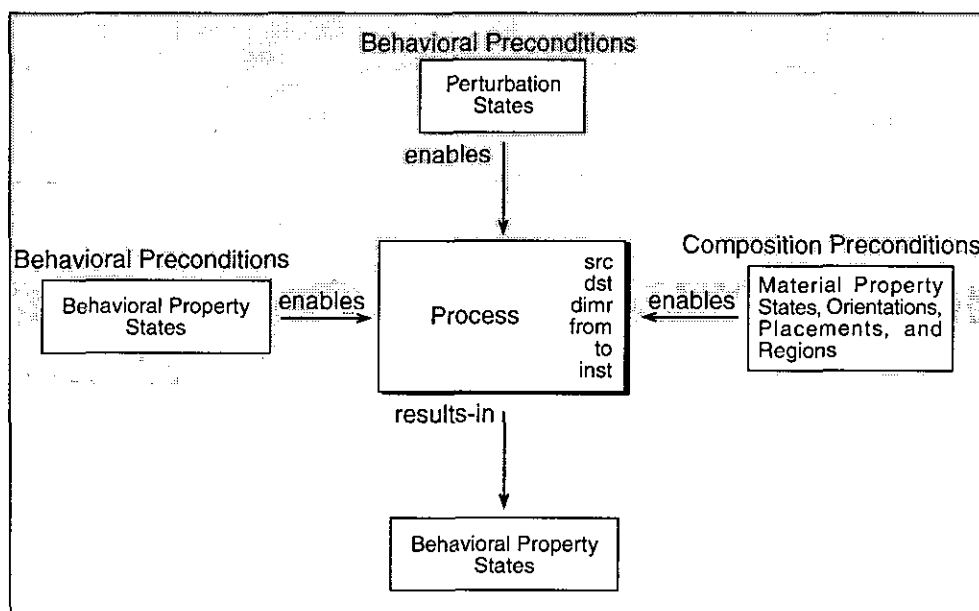 Behavioral Preconditions
Perturbation
States
enables
Behavioral Preconditions
Behavioral Property
States
enables
Process
src
dst
dimr
from
to
inst
enables
Composition Preconditions
Material Property
States, Orientations,
Placements, and
Regions
results-in
Behavioral Property
States